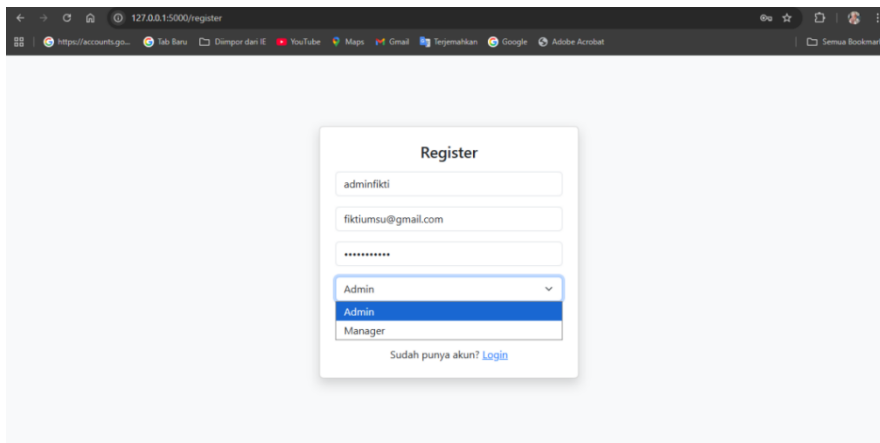 127.0.0.1:5000/register
https://accounts.go... Tab Baru Diimpor dari IE YouTube Maps Gmail Terjemahkan Google Adobe Acrobat Semua Bookmark
Register
adminfikti
fiktiumsu@gmail.com
•••••••••••
Admin
Admin
Manager
Sudah punya akun? Login